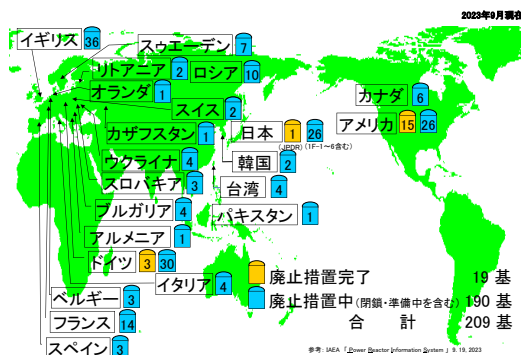 2023年9月現在
イギリス 36
スゥエーデン 7
リトアニア 2 ロシア 10
オランダ 1
スイス 2
カナダ 6
アメリカ 15 26
カザフスタン 1
日本 1 26
(JPDR) (1F-1~6含む)
ウクライナ 4
韓国 2
スロバキア 3
台湾 4
ブルガリア 4
パキスタン 1
アルメニア 1
ドイツ 3 30
イタリア 4
ベルギー 3
フランス 14
スペイン 3
廃止措置完了 19 基
廃止措置中(閉鎖・準備中を含む) 190 基
合 計 209 基
参考: IAEA 「 Power Reactor Information System 」 9. 19, 2023